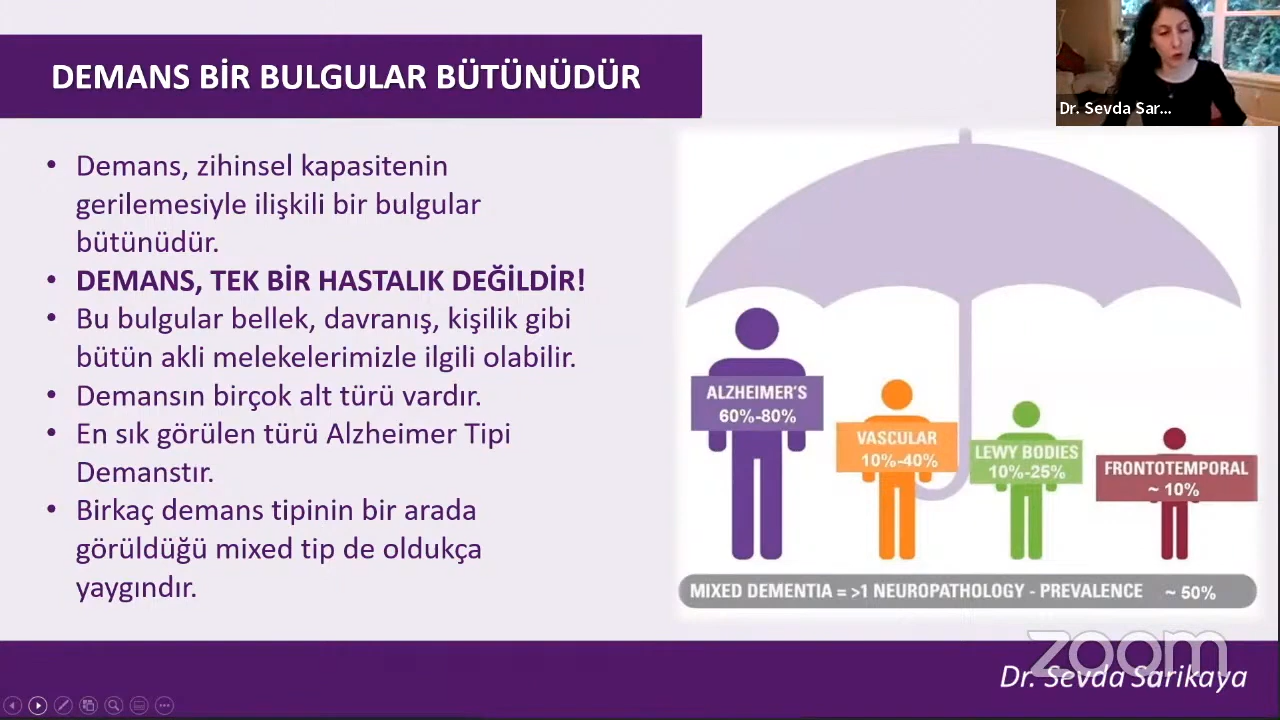 DEMANS BİR BULGULAR BÜTÜNÜDÜR
Dr. Sevda Sar...
• Demans, zihinsel kapasitenin
gerilemesiyle ilişkili bir bulgular
bütünüdür.
• DEMANS, TEK BİR HASTALIK DEĞİLDİR!
• Bu bulgular bellek, davranış, kişilik gibi
bütün akli melekelerimizle ilgili olabilir.
• Demansın birçok alt türü vardır.
• En sık görülen türü Alzheimer Tipi
Demanstır.
• Birkaç demans tipinin bir arada
görüldüğü mixed tip de oldukça
yaygındır.
ALZHEIMER'S
60%-80%
VASCULAR
10%-40%
LEWY BODIES
10%-25%
FRONTOTEMPORAL
~ 10%
MIXED DEMENTIA = >1 NEUROPATHOLOGY - PREVALENCE ~ 50%
zoom
Dr. Sevda Sarikaya